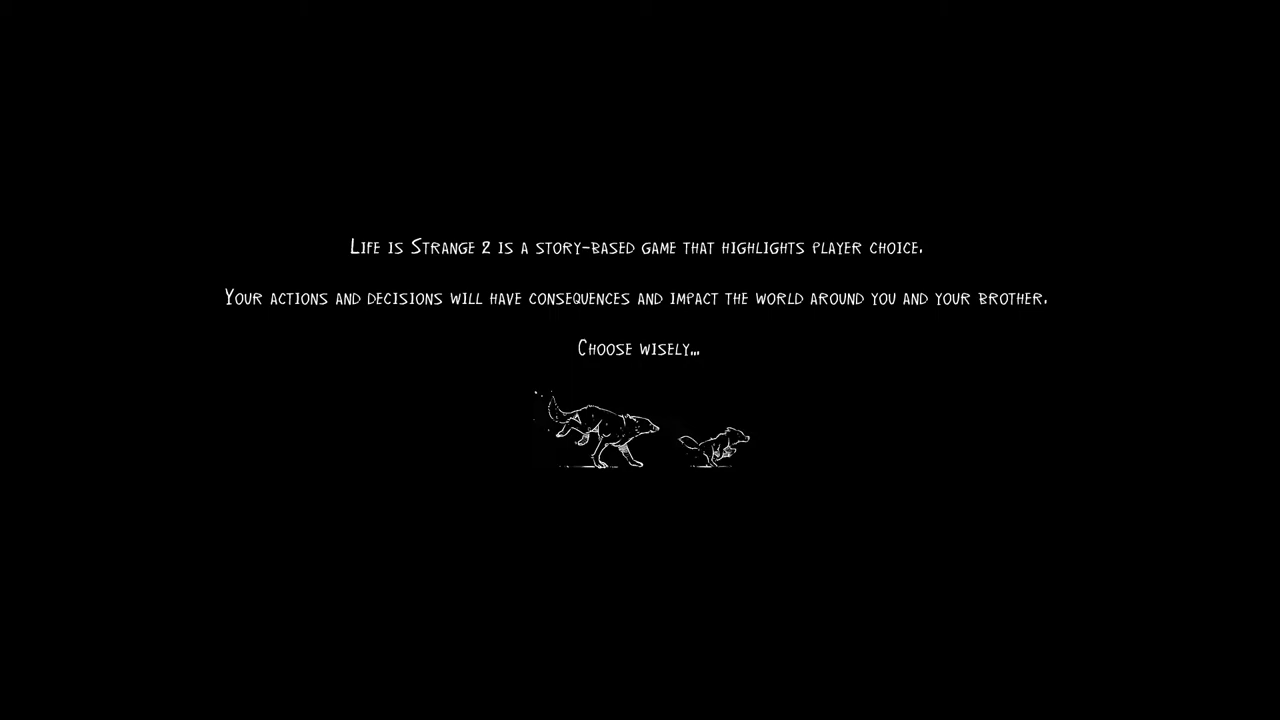 Life is Strange 2 is a story-based game that highlights player choice.
Your actions and decisions will have consequences and impact the world around you and your brother.
Choose wisely...